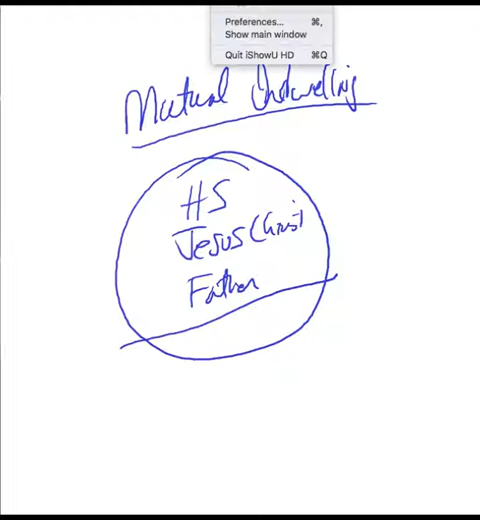 Preferences... ⌘,
Show main window
Quit iShowU HD ⌘Q
Mutual Indwelling
HS
Jesus Christ
Father